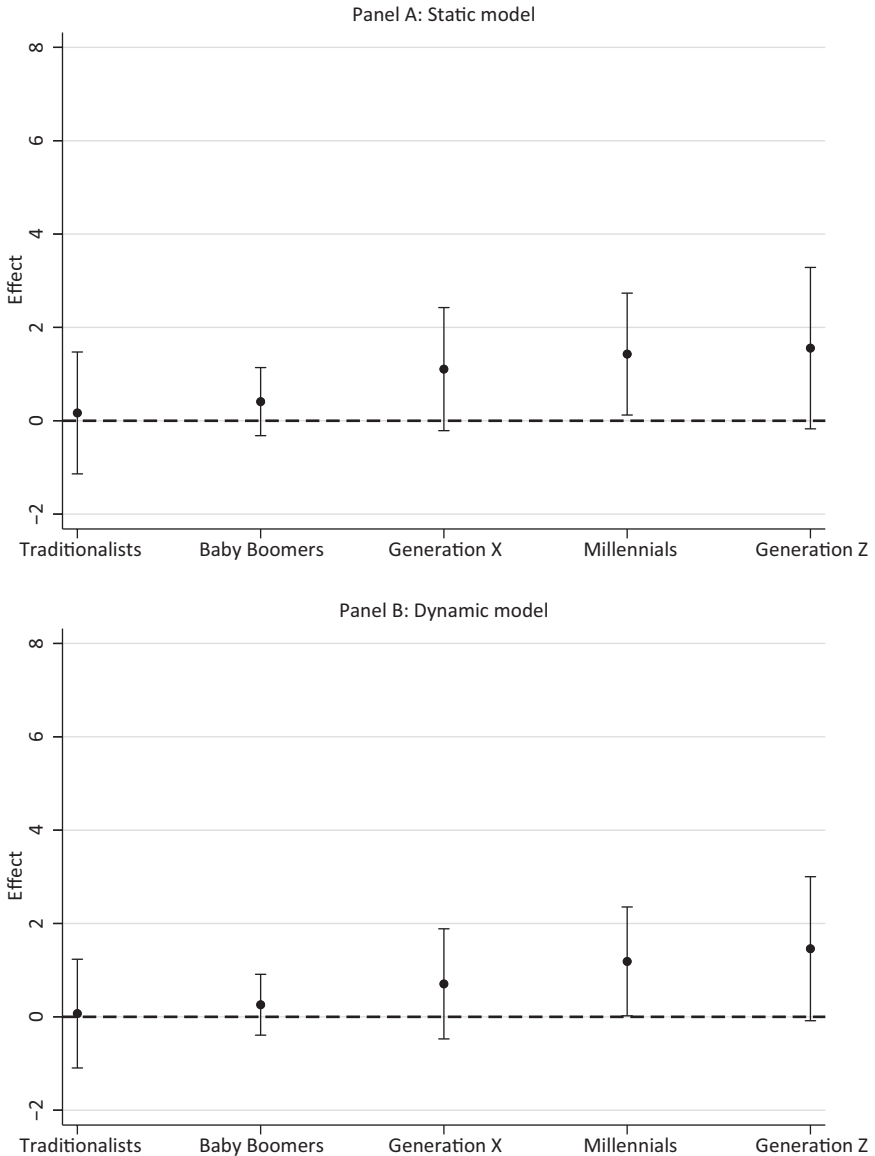 Panel A: Static model
8
6
4
2
0
−2
Effect
Traditionalists Baby Boomers Generation X Millennials Generation Z
Panel B: Dynamic model
8
6
4
2
0
−2
Effect
Traditionalists Baby Boomers Generation X Millennials Generation Z